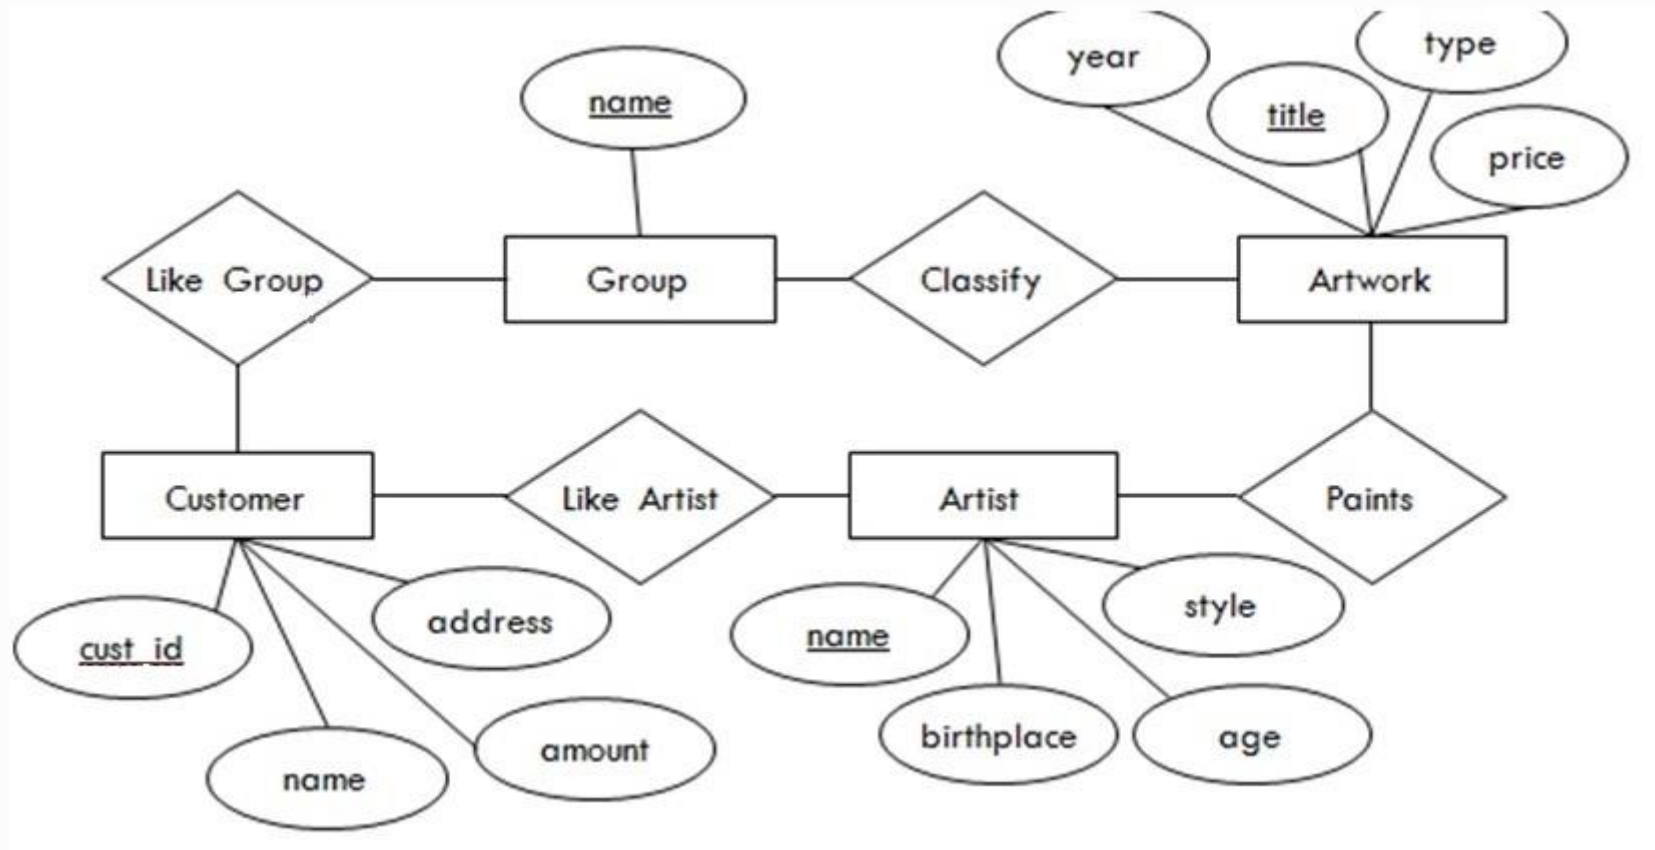 year
type
name
title
price
Like Group
Group
Classify
Artwork
Customer
Like Artist
Artist
Paints
cust_id
address
name
style
name
amount
birthplace
age